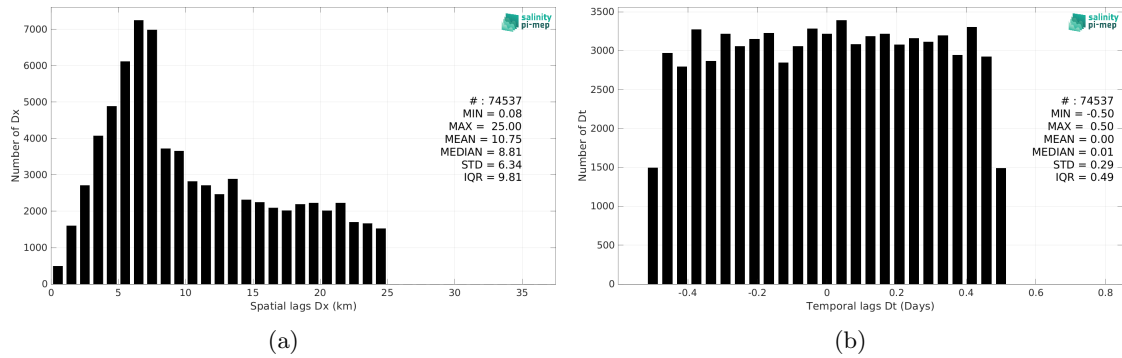 7000
6000
5000
4000
3000
2000
1000
0
Number of Dx
salinity
pi-mep
# : 74537
MIN = 0.08
MAX = 25.00
MEAN = 10.75
MEDIAN = 8.81
STD = 6.34
IQR = 9.81
0 5 10 15 20 25 30 35
Spatial lags Dx (km)
(a)
3500
3000
2500
2000
1500
1000
500
0
Number of Dt
salinity
pi-mep
# : 74537
MIN = -0.50
MAX = 0.50
MEAN = 0.00
MEDIAN = 0.01
STD = 0.29
IQR = 0.49
-0.4 -0.2 0 0.2 0.4 0.6 0.8
Temporal lags Dt (Days)
(b)